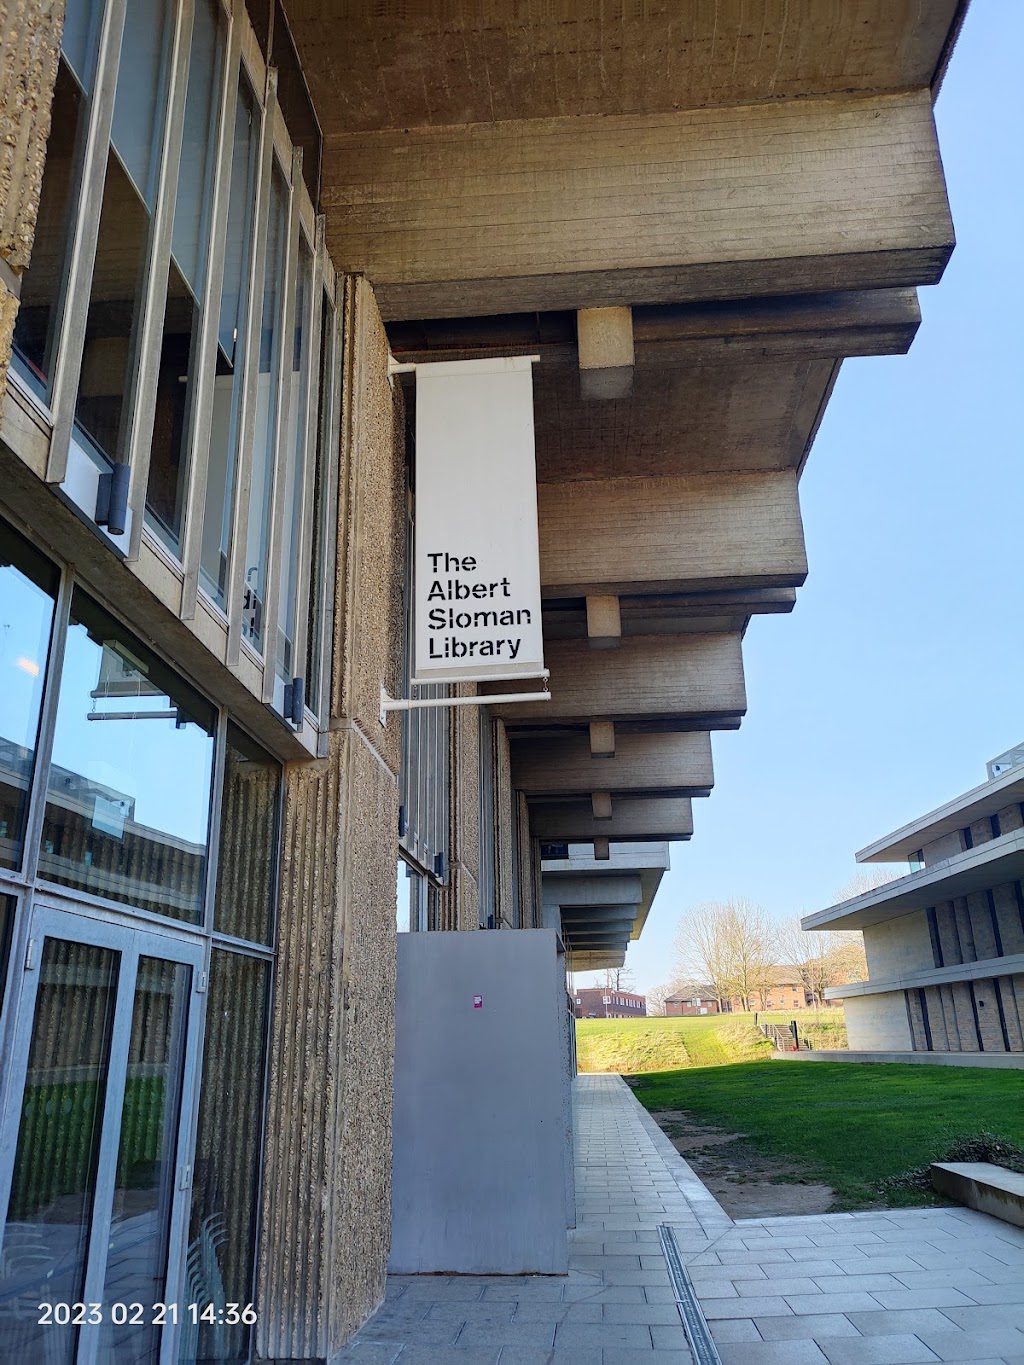 The
Albert
Sloman
Library
2023 02 21 14:36